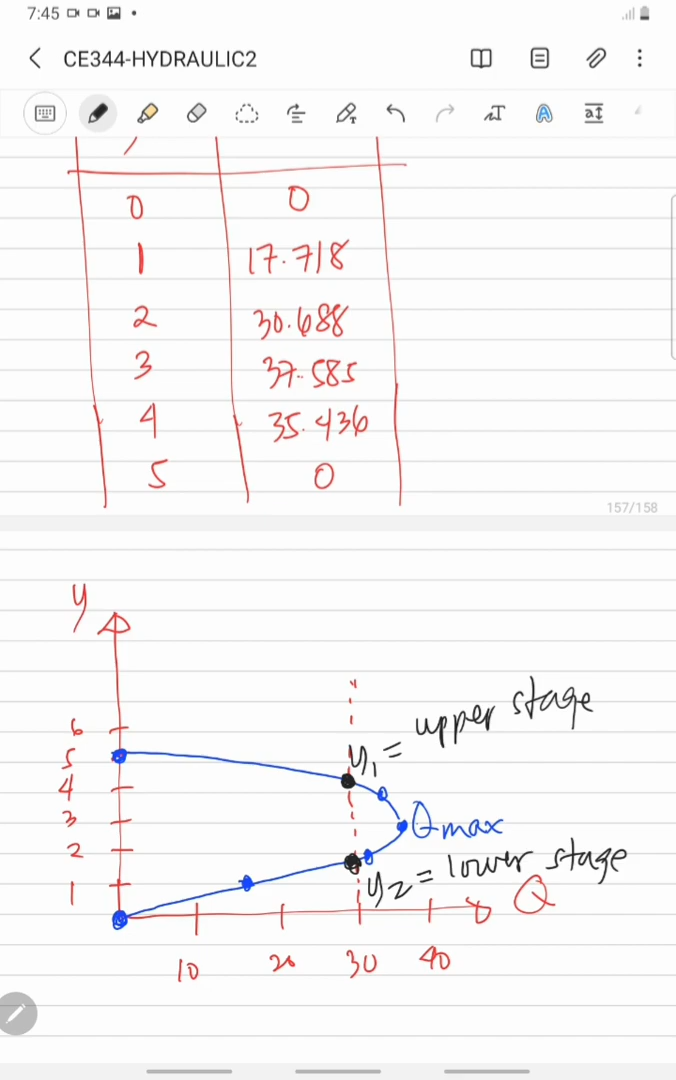 7:45
CE344-HYDRAULIC2
0 0
1 17.718
2 30.688
3 37.585
4 35.436
5 0
157/158
y
6
5
4
3
2
1
y1 = upper stage
Qmax
y2 = lower stage
Q
10 20 30 40